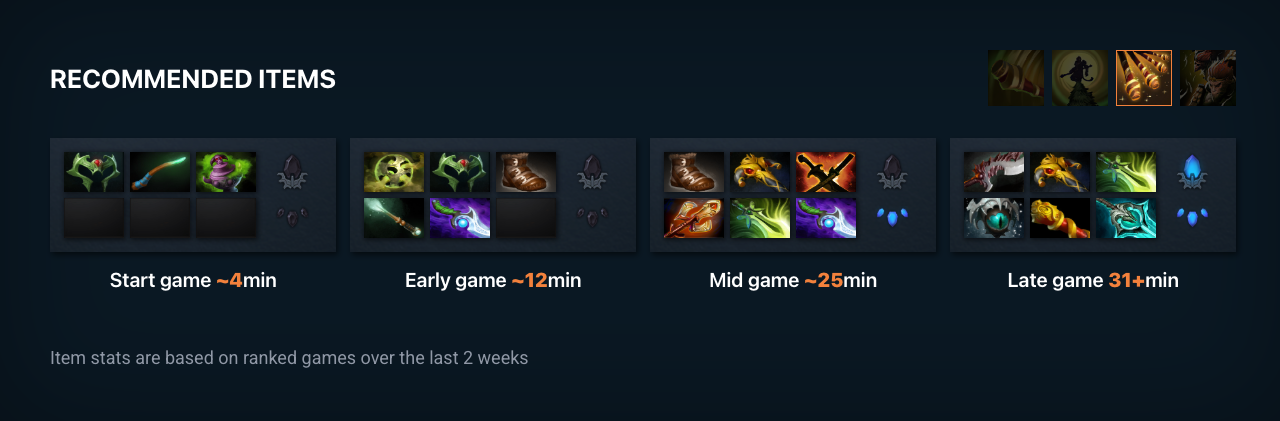 RECOMMENDED ITEMS
Start game ~4min
Early game ~12min
Mid game ~25min
Late game 31+min
Item stats are based on ranked games over the last 2 weeks